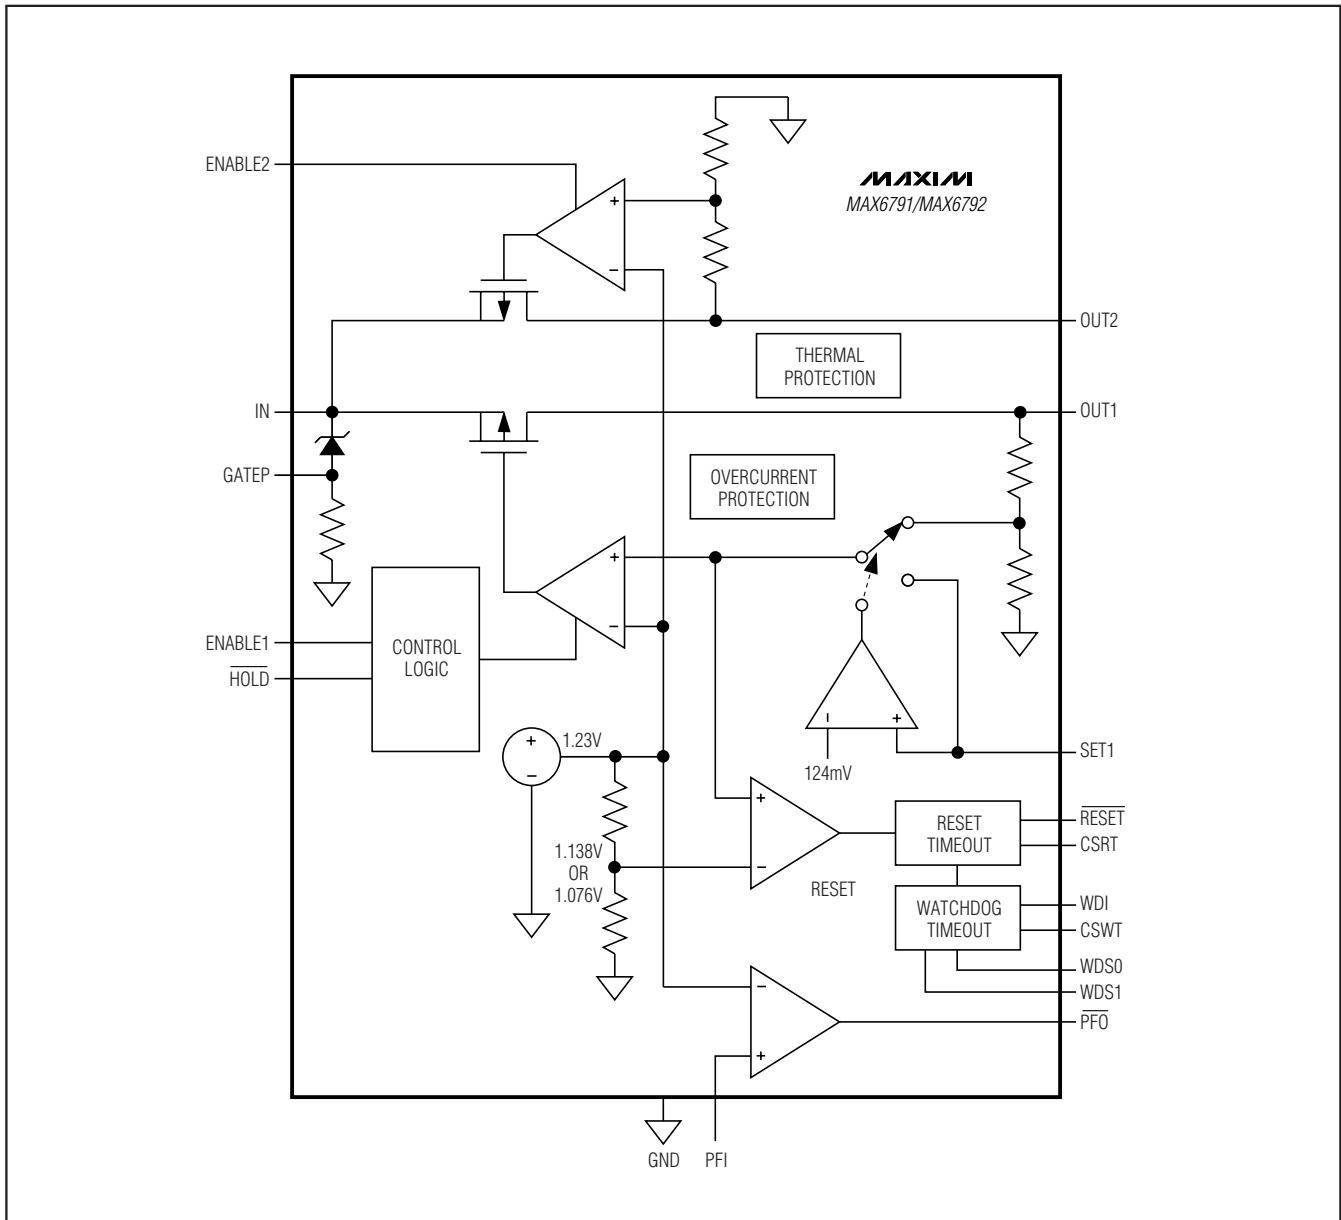 ENABLE2
+
MAXIM
MAX6791/MAX6792
−
OUT2
THERMAL
PROTECTION
IN
OUT1
GATEP
OVERCURRENT
PROTECTION
+
ENABLE1
CONTROL
LOGIC
−
HOLD
− +
+
−
1.23V
124mV
SET1
+
RESET
TIMEOUT
RESET
CSRT
1.138V
OR
1.076V
−
RESET
WATCHDOG
TIMEOUT
WDI
CSWT
WDS0
WDS1
−
PFO
+
GND
PFI